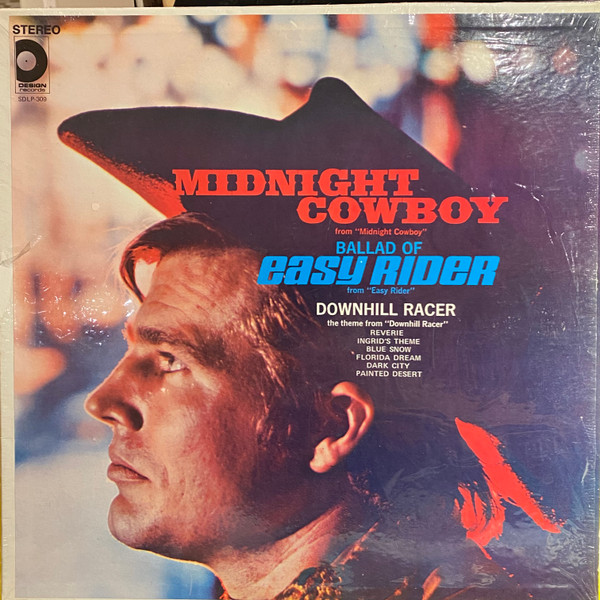 STEREO
DESIGN
records
SDLP-309
MIDNIGHT
COWBOY
from "Midnight Cowboy"
BALLAD OF
easy RIDER
from "Easy Rider"
DOWNHILL RACER
the theme from "Downhill Racer"
REVERIE
INGRID'S THEME
BLUE SNOW
FLORIDA DREAM
DARK CITY
PAINTED DESERT